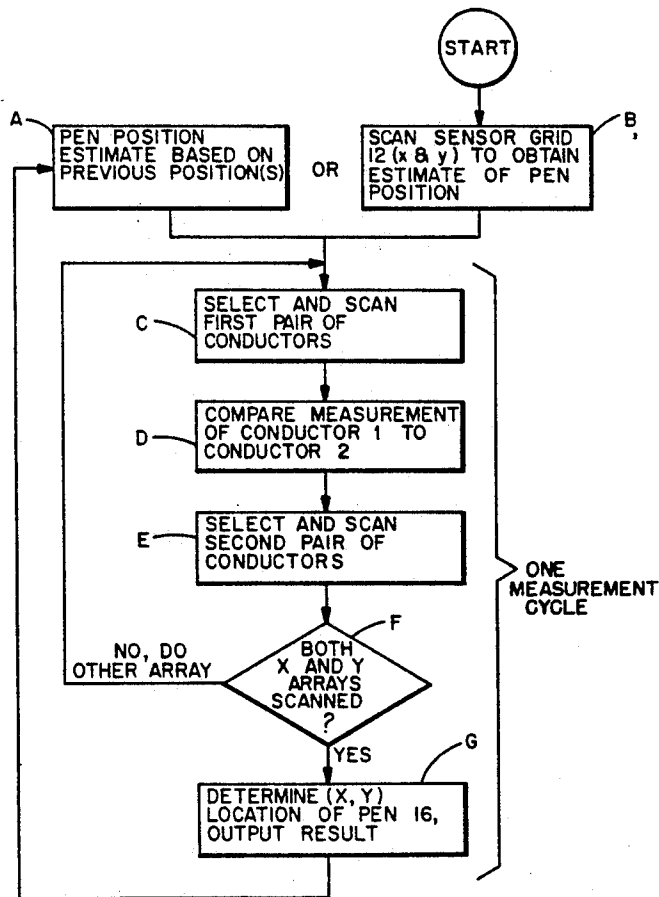 START
A
PEN POSITION
ESTIMATE BASED ON
PREVIOUS POSITION(S)
OR
B
SCAN SENSOR GRID
12 (x & y) TO OBTAIN
ESTIMATE OF PEN
POSITION
C
SELECT AND SCAN
FIRST PAIR OF
CONDUCTORS
D
COMPARE MEASUREMENT
OF CONDUCTOR 1 TO
CONDUCTOR 2
E
SELECT AND SCAN
SECOND PAIR OF
CONDUCTORS
ONE
MEASUREMENT
CYCLE
F
BOTH
X AND Y
ARRAYS
SCANNED
?
NO, DO
OTHER ARRAY
YES
G
DETERMINE (X, Y)
LOCATION OF PEN 16,
OUTPUT RESULT